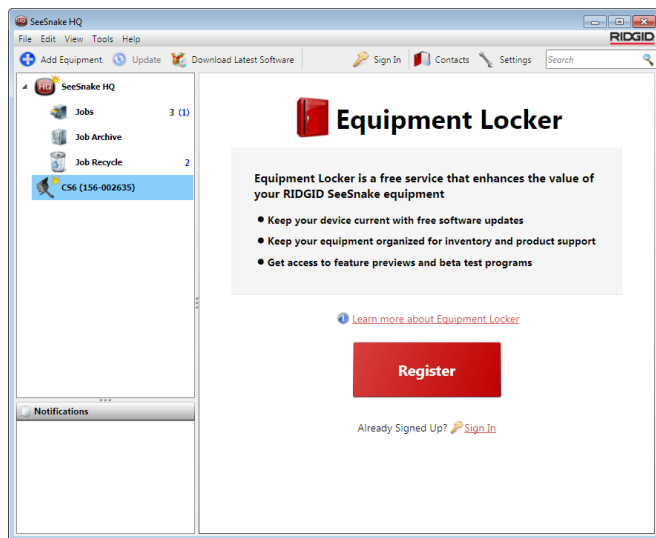 SeeSnake HQ
File Edit View Tools Help
RIDGID
Add Equipment Update Download Latest Software Sign In Contacts Settings Search
HQ SeeSnake HQ
Jobs 3 (1)
Job Archive
Job Recycle 2
CS6 (156-002635)
Equipment Locker
Equipment Locker is a free service that enhances the value of
your RIDGID SeeSnake equipment
● Keep your device current with free software updates
● Keep your equipment organized for inventory and product support
● Get access to feature previews and beta test programs
Learn more about Equipment Locker
Register
Already Signed Up? Sign In
Notifications